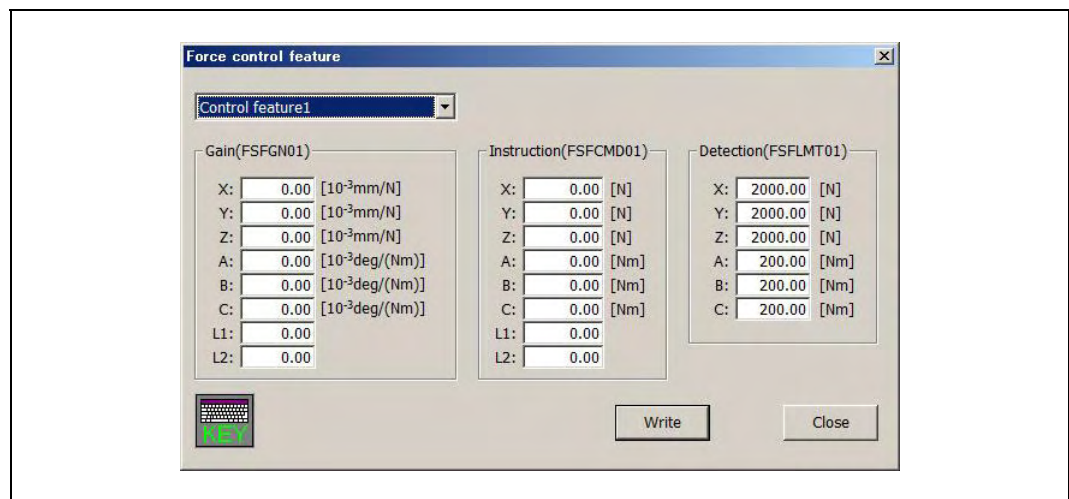 Force control feature
Control feature1
Gain(FSFGN01)
X: 0.00 [10-3mm/N]
Y: 0.00 [10-3mm/N]
Z: 0.00 [10-3mm/N]
A: 0.00 [10-3deg/(Nm)]
B: 0.00 [10-3deg/(Nm)]
C: 0.00 [10-3deg/(Nm)]
L1: 0.00
L2: 0.00
Instruction(FSFCMD01)
X: 0.00 [N]
Y: 0.00 [N]
Z: 0.00 [N]
A: 0.00 [Nm]
B: 0.00 [Nm]
C: 0.00 [Nm]
L1: 0.00
L2: 0.00
Detection(FSFLMT01)
X: 2000.00 [N]
Y: 2000.00 [N]
Z: 2000.00 [N]
A: 200.00 [Nm]
B: 200.00 [Nm]
C: 200.00 [Nm]
KEY
Write
Close